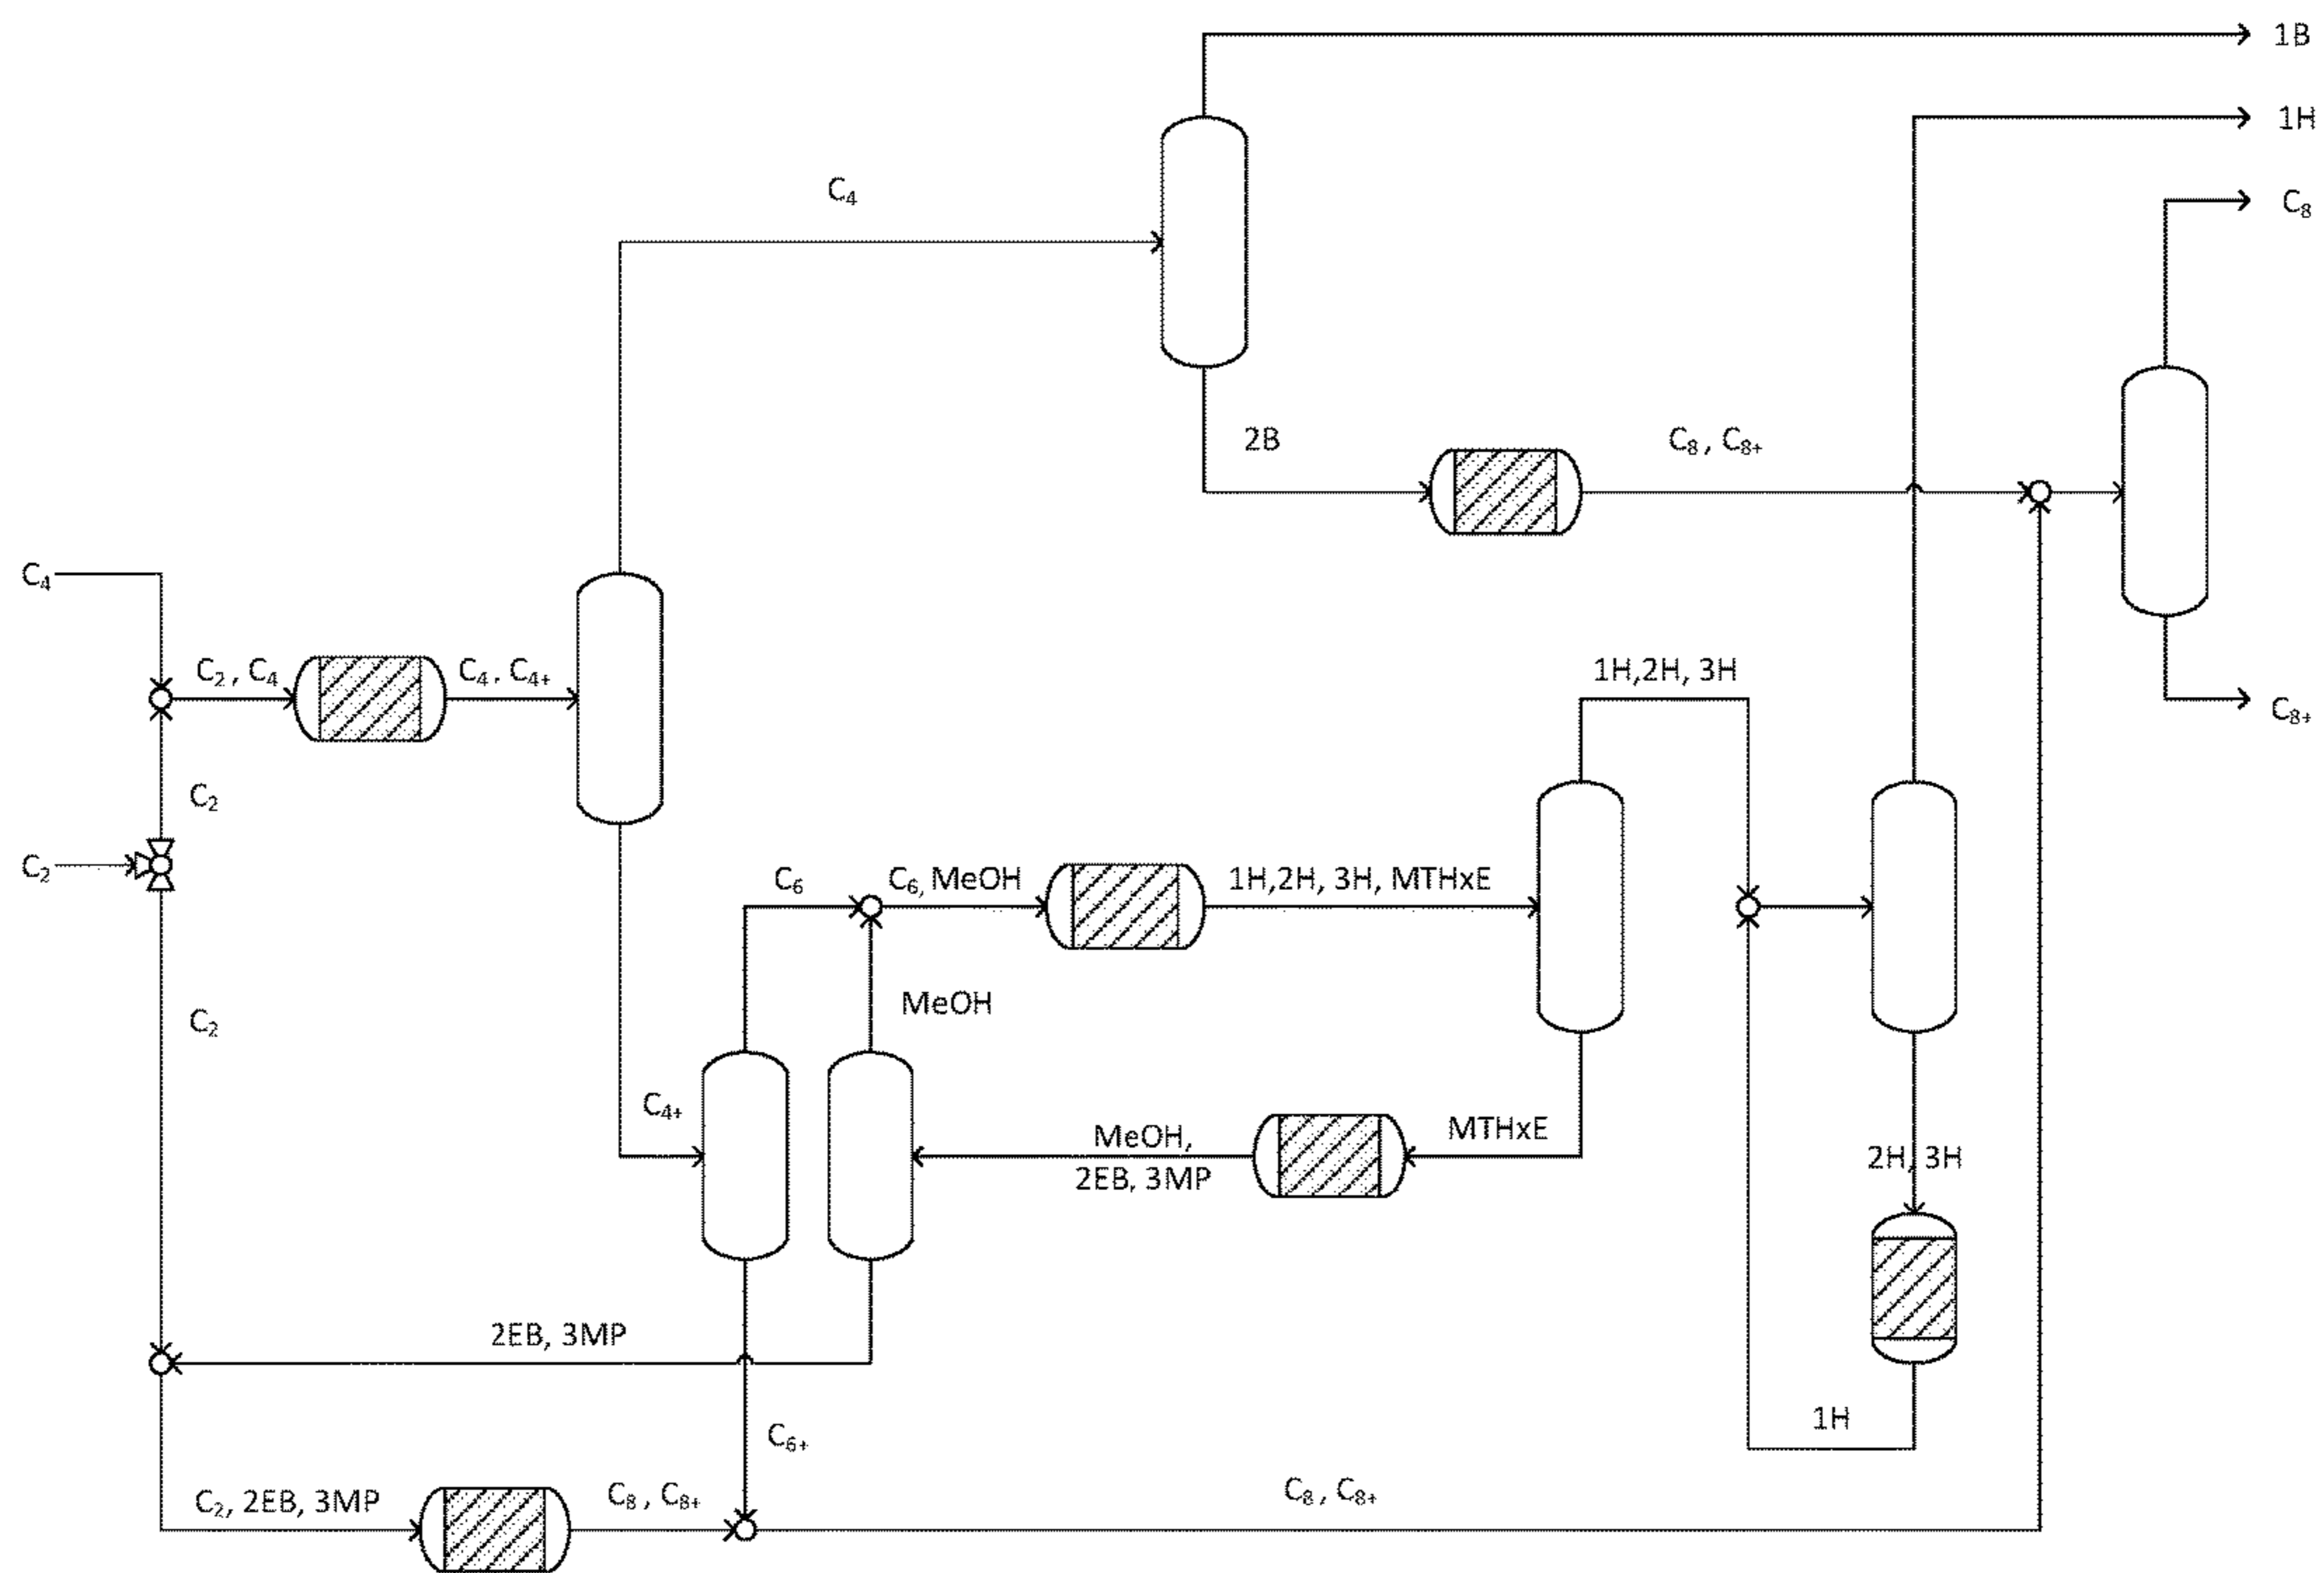 1B
1H
C₄
C₈
2B
C₈, C₈₊
C₄
C₂, C₄
C₄, C₄₊
1H,2H, 3H
C₈₊
C₂
C₂
C₆
C₆, MeOH
1H,2H, 3H, MTHxE
MeOH
C₂
C₄₊
MeOH,
2EB, 3MP
MTHxE
2H, 3H
2EB, 3MP
C₆₊
1H
C₂, 2EB, 3MP
C₈, C₈₊
C₈, C₈₊